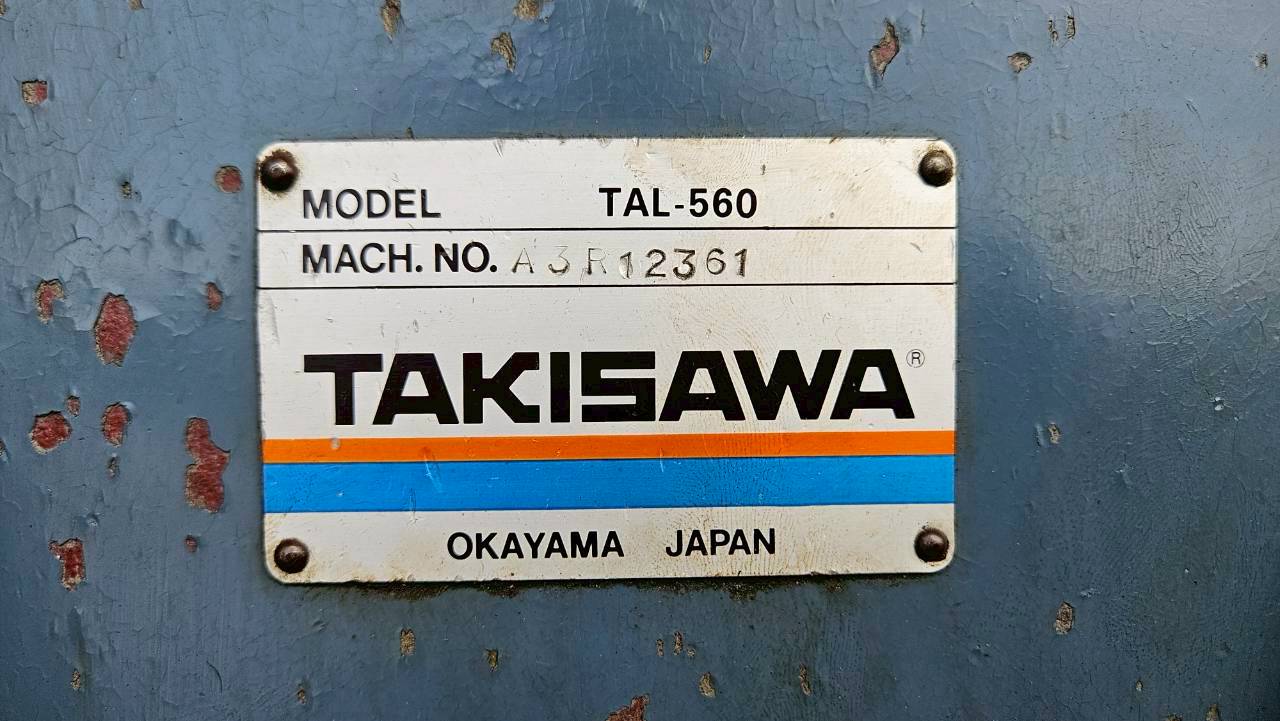 MODEL TAL-560
MACH. NO. A3R12361
TAKISAWA®
OKAYAMA JAPAN